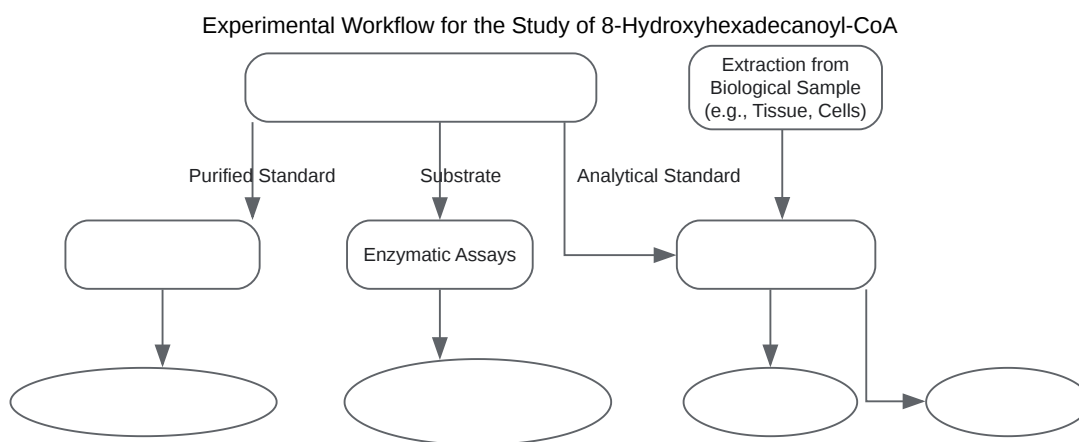 Experimental Workflow for the Study of 8-Hydroxyhexadecanoyl-CoA
Extraction from
Biological Sample
(e.g., Tissue, Cells)
Purified Standard
Substrate
Analytical Standard
Enzymatic Assays